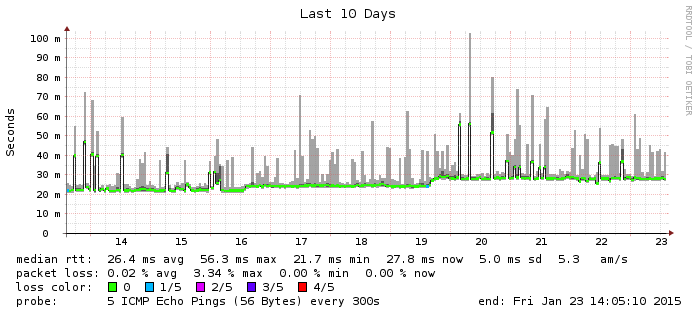 Last 10 Days
RRDTOOL / TOBI OETIKER
Seconds
100 m
90 m
80 m
70 m
60 m
50 m
40 m
30 m
20 m
10 m
0
14 15 16 17 18 19 20 21 22 23
median rtt: 26.4 ms avg 56.3 ms max 21.7 ms min 27.8 ms now 5.0 ms sd 5.3 am/s
packet loss: 0.02 % avg 3.34 % max 0.00 % min 0.00 % now
loss color: 0 1/5 2/5 3/5 4/5
probe: 5 ICMP Echo Pings (56 Bytes) every 300s end: Fri Jan 23 14:05:10 2015